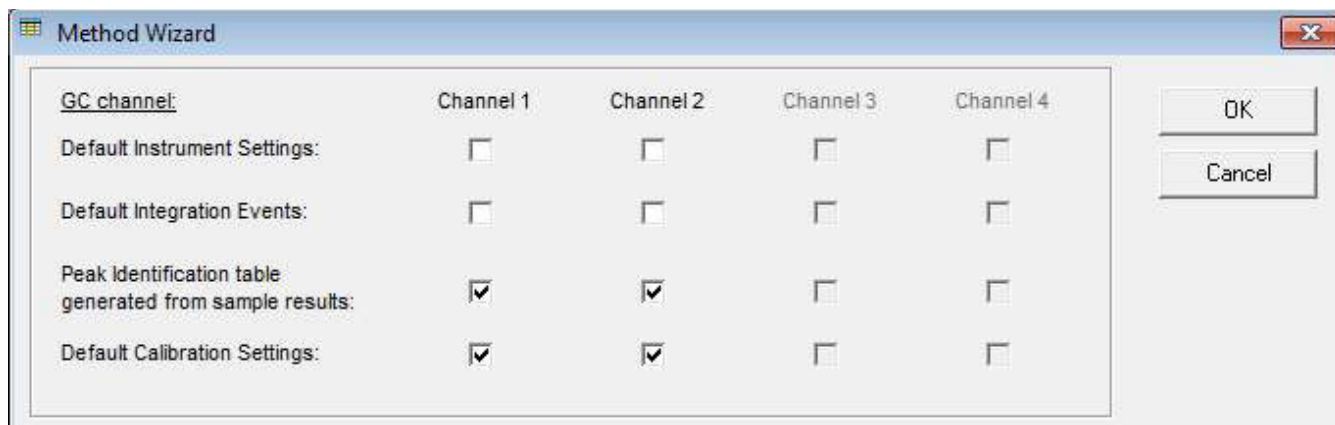 Method Wizard
GC channel: Channel 1 Channel 2 Channel 3 Channel 4
OK
Default Instrument Settings:
Cancel
Default Integration Events:
Peak Identification table
generated from sample results:
Default Calibration Settings: